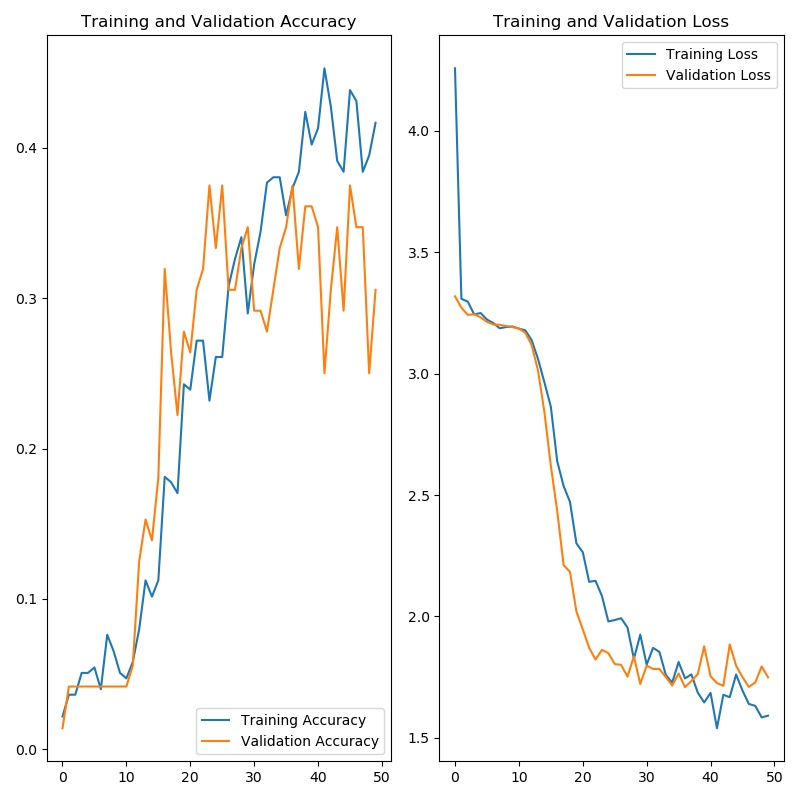 Training and Validation Accuracy
0.4
0.3
0.2
0.1
0.0
0 10 20 30 40 50
Training Accuracy
Validation Accuracy
Training and Validation Loss
4.0
3.5
3.0
2.5
2.0
1.5
0 10 20 30 40 50
Training Loss
Validation Loss